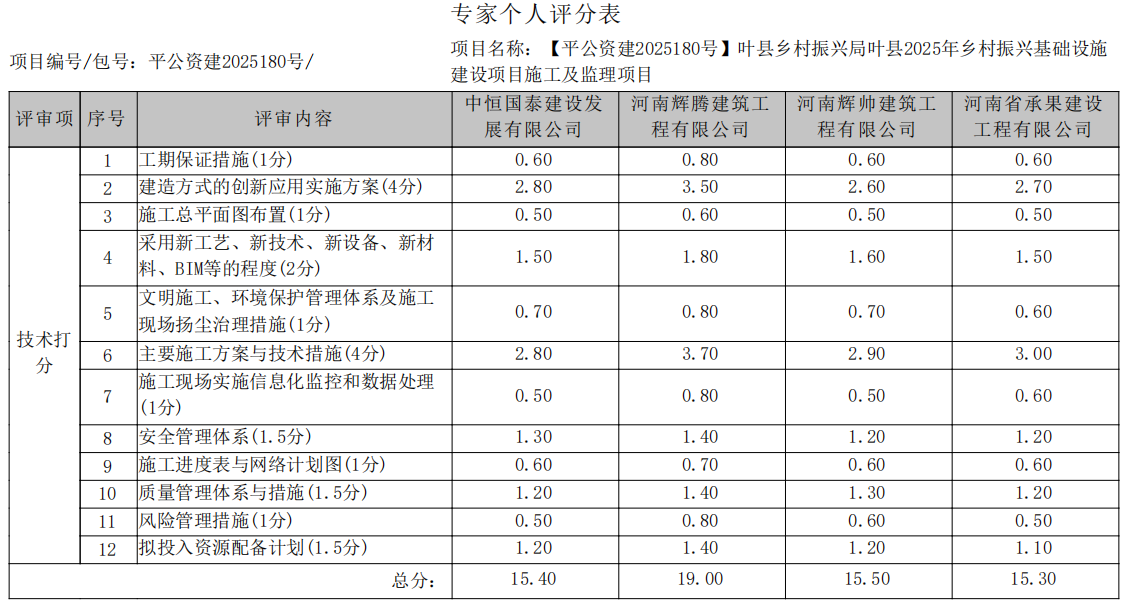 专家个人评分表
项目编号/包号：平公资建2025180号/
项目名称：【平公资建2025180号】叶县乡村振兴局叶县2025年乡村振兴基础设施
建设项目施工及监理项目
评审项 序号 评审内容 中恒国泰建设发 河南辉腾建筑工 河南辉帅建筑工 河南省承果建设
展有限公司 程有限公司 程有限公司 工程有限公司
技术打
分
1 工期保证措施(1分) 0.60 0.80 0.60 0.60
2 建造方式的创新应用实施方案(4分) 2.80 3.50 2.60 2.70
3 施工总平面图布置(1分) 0.50 0.60 0.50 0.50
4 采用新工艺、新技术、新设备、新材
料、BIM等的程度(2分) 1.50 1.80 1.60 1.50
5 文明施工、环境保护管理体系及施工
现场扬尘治理措施(1分) 0.70 0.80 0.70 0.60
6 主要施工方案与技术措施(4分) 2.80 3.70 2.90 3.00
7 施工现场实施信息化监控和数据处理
(1分) 0.50 0.80 0.50 0.60
8 安全管理体系(1.5分) 1.30 1.40 1.20 1.20
9 施工进度表与网络计划图(1分) 0.60 0.70 0.60 0.60
10 质量管理体系与措施(1.5分) 1.20 1.40 1.30 1.20
11 风险管理措施(1分) 0.50 0.80 0.60 0.50
12 拟投入资源配备计划(1.5分) 1.20 1.40 1.20 1.10
总分： 15.40 19.00 15.50 15.30